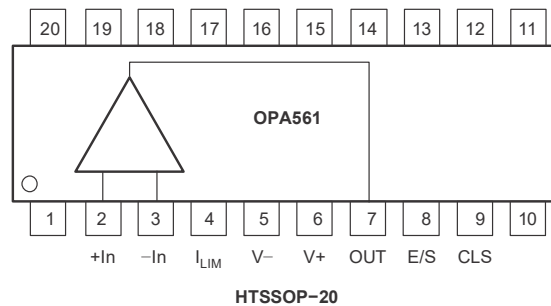 20 19 18 17 16 15 14 13 12 11
OPA561
1 2 3 4 5 6 7 8 9 10
+In −In ILIM V− V+ OUT E/S CLS
HTSSOP−20